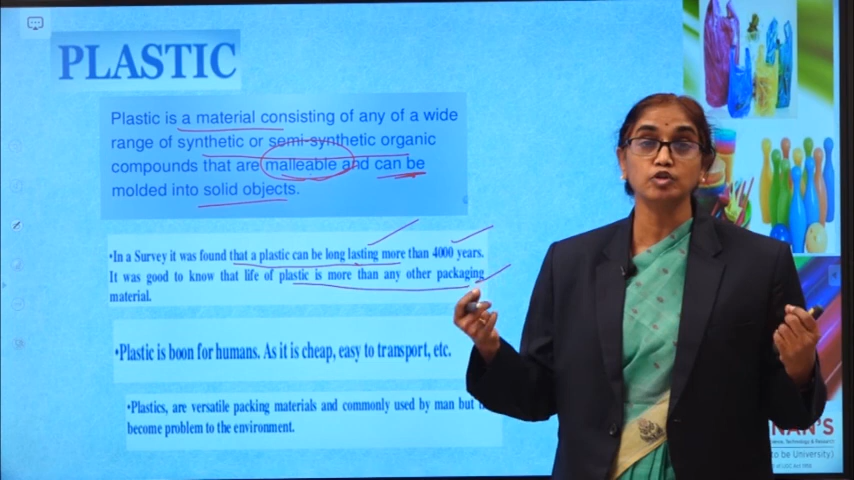 PLASTIC
Plastic is a material consisting of any of a wide
range of synthetic or semi-synthetic organic
compounds that are malleable and can be
molded into solid objects.
•In a Survey it was found that a plastic can be long lasting more than 4000 years.
It was good to know that life of plastic is more than any other packaging
material.
•Plastic is boon for humans. As it is cheap, easy to transport, etc.
•Plastics, are versatile packing materials and commonly used by man but
become problem to the environment.
NAN'S
Science, Technology & Research
to be University)